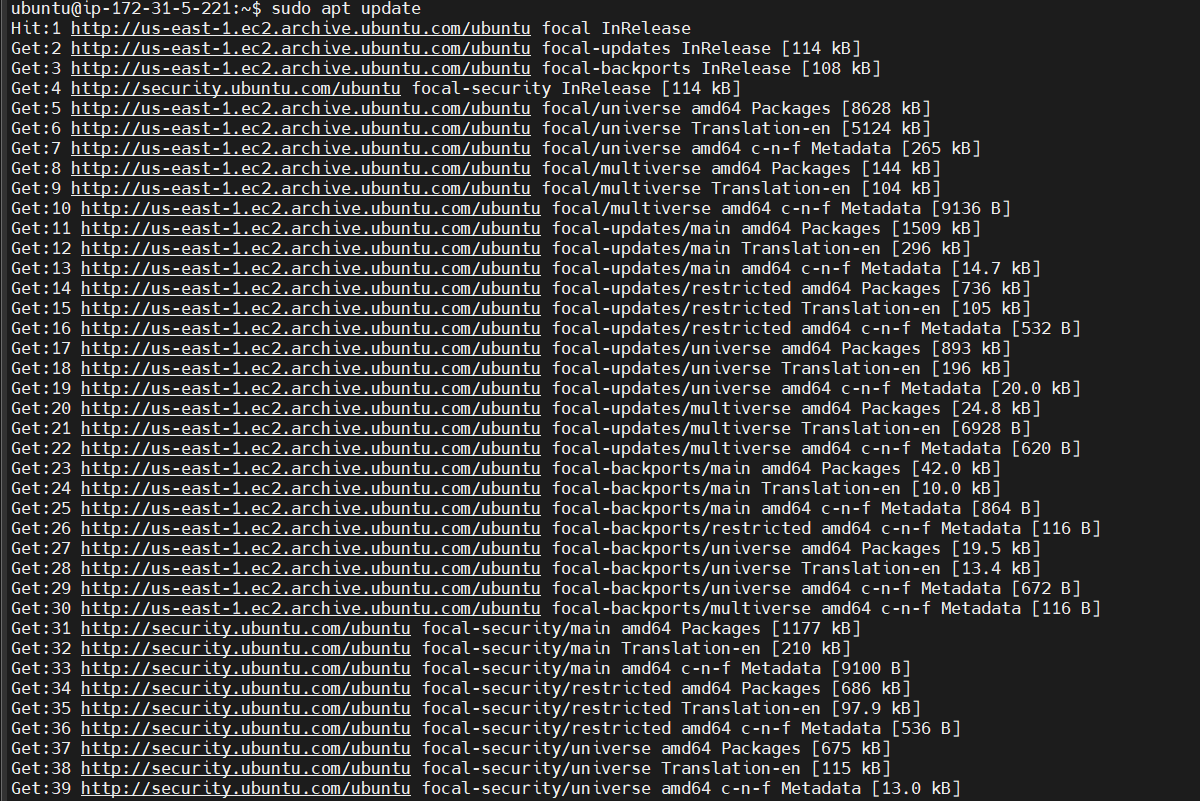 ubuntu@ip-172-31-5-221:~$ sudo apt update
Hit:1 http://us-east-1.ec2.archive.ubuntu.com/ubuntu focal InRelease
Get:2 http://us-east-1.ec2.archive.ubuntu.com/ubuntu focal-updates InRelease [114 kB]
Get:3 http://us-east-1.ec2.archive.ubuntu.com/ubuntu focal-backports InRelease [108 kB]
Get:4 http://security.ubuntu.com/ubuntu focal-security InRelease [114 kB]
Get:5 http://us-east-1.ec2.archive.ubuntu.com/ubuntu focal/universe amd64 Packages [8628 kB]
Get:6 http://us-east-1.ec2.archive.ubuntu.com/ubuntu focal/universe Translation-en [5124 kB]
Get:7 http://us-east-1.ec2.archive.ubuntu.com/ubuntu focal/universe amd64 c-n-f Metadata [265 kB]
Get:8 http://us-east-1.ec2.archive.ubuntu.com/ubuntu focal/multiverse amd64 Packages [144 kB]
Get:9 http://us-east-1.ec2.archive.ubuntu.com/ubuntu focal/multiverse Translation-en [104 kB]
Get:10 http://us-east-1.ec2.archive.ubuntu.com/ubuntu focal/multiverse amd64 c-n-f Metadata [9136 B]
Get:11 http://us-east-1.ec2.archive.ubuntu.com/ubuntu focal-updates/main amd64 Packages [1509 kB]
Get:12 http://us-east-1.ec2.archive.ubuntu.com/ubuntu focal-updates/main Translation-en [296 kB]
Get:13 http://us-east-1.ec2.archive.ubuntu.com/ubuntu focal-updates/main amd64 c-n-f Metadata [14.7 kB]
Get:14 http://us-east-1.ec2.archive.ubuntu.com/ubuntu focal-updates/restricted amd64 Packages [736 kB]
Get:15 http://us-east-1.ec2.archive.ubuntu.com/ubuntu focal-updates/restricted Translation-en [105 kB]
Get:16 http://us-east-1.ec2.archive.ubuntu.com/ubuntu focal-updates/restricted amd64 c-n-f Metadata [532 B]
Get:17 http://us-east-1.ec2.archive.ubuntu.com/ubuntu focal-updates/universe amd64 Packages [893 kB]
Get:18 http://us-east-1.ec2.archive.ubuntu.com/ubuntu focal-updates/universe Translation-en [196 kB]
Get:19 http://us-east-1.ec2.archive.ubuntu.com/ubuntu focal-updates/universe amd64 c-n-f Metadata [20.0 kB]
Get:20 http://us-east-1.ec2.archive.ubuntu.com/ubuntu focal-updates/multiverse amd64 Packages [24.8 kB]
Get:21 http://us-east-1.ec2.archive.ubuntu.com/ubuntu focal-updates/multiverse Translation-en [6928 B]
Get:22 http://us-east-1.ec2.archive.ubuntu.com/ubuntu focal-updates/multiverse amd64 c-n-f Metadata [620 B]
Get:23 http://us-east-1.ec2.archive.ubuntu.com/ubuntu focal-backports/main amd64 Packages [42.0 kB]
Get:24 http://us-east-1.ec2.archive.ubuntu.com/ubuntu focal-backports/main Translation-en [10.0 kB]
Get:25 http://us-east-1.ec2.archive.ubuntu.com/ubuntu focal-backports/main amd64 c-n-f Metadata [864 B]
Get:26 http://us-east-1.ec2.archive.ubuntu.com/ubuntu focal-backports/restricted amd64 c-n-f Metadata [116 B]
Get:27 http://us-east-1.ec2.archive.ubuntu.com/ubuntu focal-backports/universe amd64 Packages [19.5 kB]
Get:28 http://us-east-1.ec2.archive.ubuntu.com/ubuntu focal-backports/universe Translation-en [13.4 kB]
Get:29 http://us-east-1.ec2.archive.ubuntu.com/ubuntu focal-backports/universe amd64 c-n-f Metadata [672 B]
Get:30 http://us-east-1.ec2.archive.ubuntu.com/ubuntu focal-backports/multiverse amd64 c-n-f Metadata [116 B]
Get:31 http://security.ubuntu.com/ubuntu focal-security/main amd64 Packages [1177 kB]
Get:32 http://security.ubuntu.com/ubuntu focal-security/main Translation-en [210 kB]
Get:33 http://security.ubuntu.com/ubuntu focal-security/main amd64 c-n-f Metadata [9100 B]
Get:34 http://security.ubuntu.com/ubuntu focal-security/restricted amd64 Packages [686 kB]
Get:35 http://security.ubuntu.com/ubuntu focal-security/restricted Translation-en [97.9 kB]
Get:36 http://security.ubuntu.com/ubuntu focal-security/restricted amd64 c-n-f Metadata [536 B]
Get:37 http://security.ubuntu.com/ubuntu focal-security/universe amd64 Packages [675 kB]
Get:38 http://security.ubuntu.com/ubuntu focal-security/universe Translation-en [115 kB]
Get:39 http://security.ubuntu.com/ubuntu focal-security/universe amd64 c-n-f Metadata [13.0 kB]